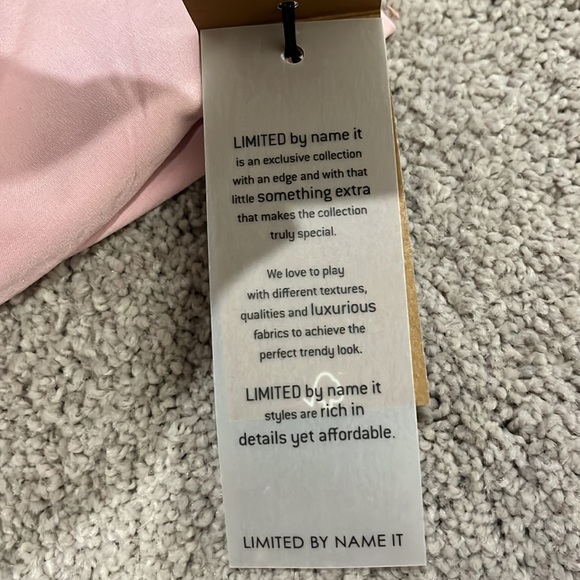 LIMITED by name it
is an exclusive collection
with an edge and with that
little something extra
that makes the collection
truly special.
We love to play
with different textures,
qualities and luxurious
fabrics to achieve the
perfect trendy look.
LIMITED by name it
styles are rich in
details yet affordable.
LIMITED BY NAME IT